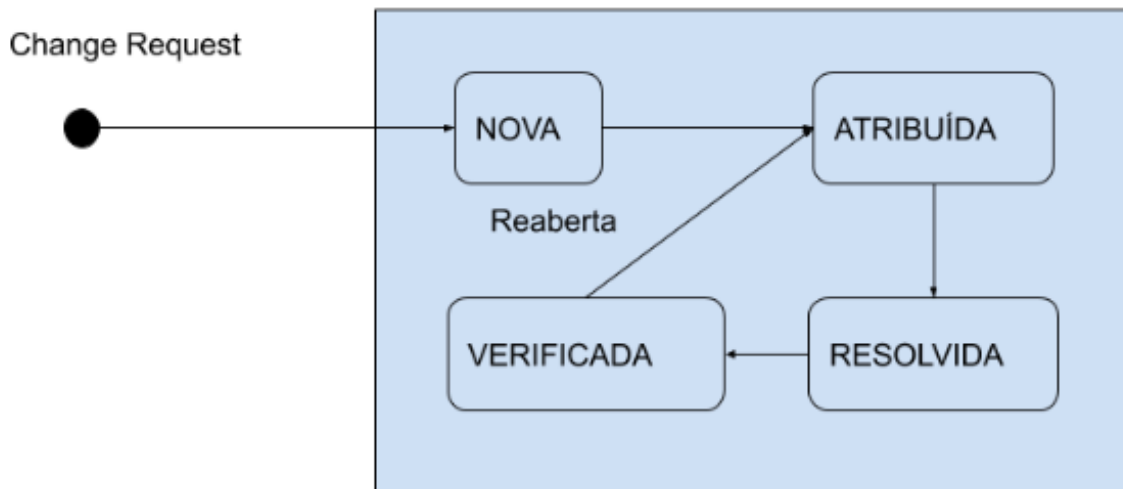 Change Request
NOVA
ATRIBUÍDA
Reaberta
VERIFICADA
RESOLVIDA